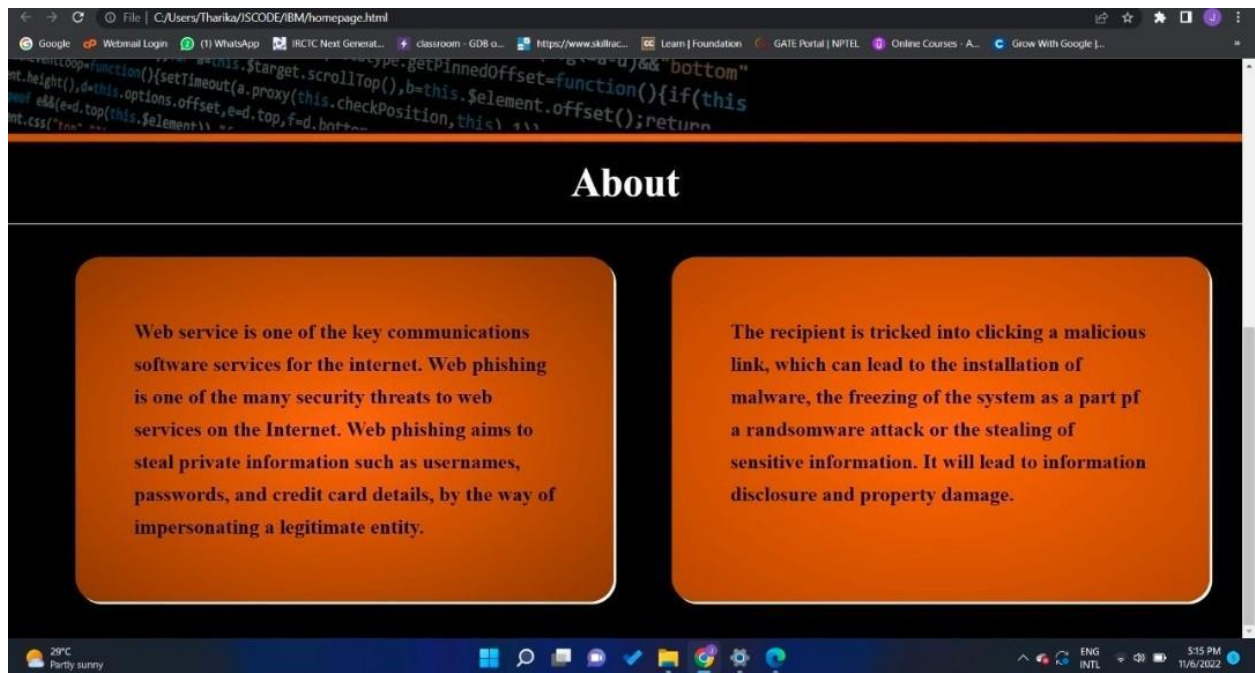 File | C:/Users/Tharika/JSCODE/IBM/homepage.html
J
Google
Webmail Login
(1) WhatsApp
IRCTC Next Generat...
classroom - GDB o...
https://www.skillrac...
Learn | Foundation
GATE Portal | NPTEL
Online Courses - A...
Grow With Google |...
"bottom"
function(){setTimeout(a.proxy(this.checkPosition,this)
.getPinnedOffset=function(){if(this
.$target.scrollTop(),b=this.$element.offset();return
About
Web service is one of the key communications
software services for the internet. Web phishing
is one of the many security threats to web
services on the Internet. Web phishing aims to
steal private information such as usernames,
passwords, and credit card details, by the way of
impersonating a legitimate entity.
The recipient is tricked into clicking a malicious
link, which can lead to the installation of
malware, the freezing of the system as a part pf
a randsomware attack or the stealing of
sensitive information. It will lead to information
disclosure and property damage.
29°C
Partly sunny
ENG
INTL
5:15 PM
11/6/2022